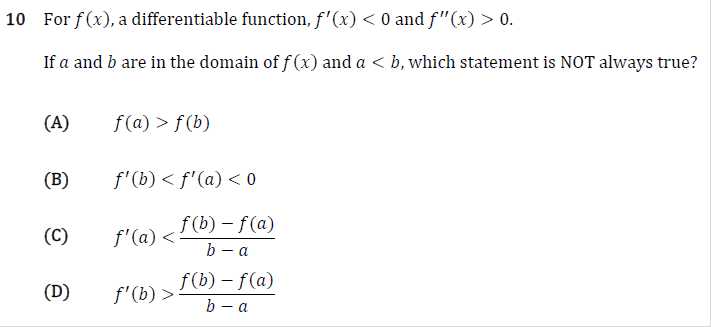 10 For f(x), a differentiable function, f'(x) < 0 and f''(x) > 0.
If a and b are in the domain of f(x) and a < b, which statement is NOT always true?
(A) f(a) > f(b)
(B) f'(b) < f'(a) < 0
(C) f'(a) < \frac{f(b) − f(a)}{b − a}
(D) f'(b) > \frac{f(b) − f(a)}{b − a}